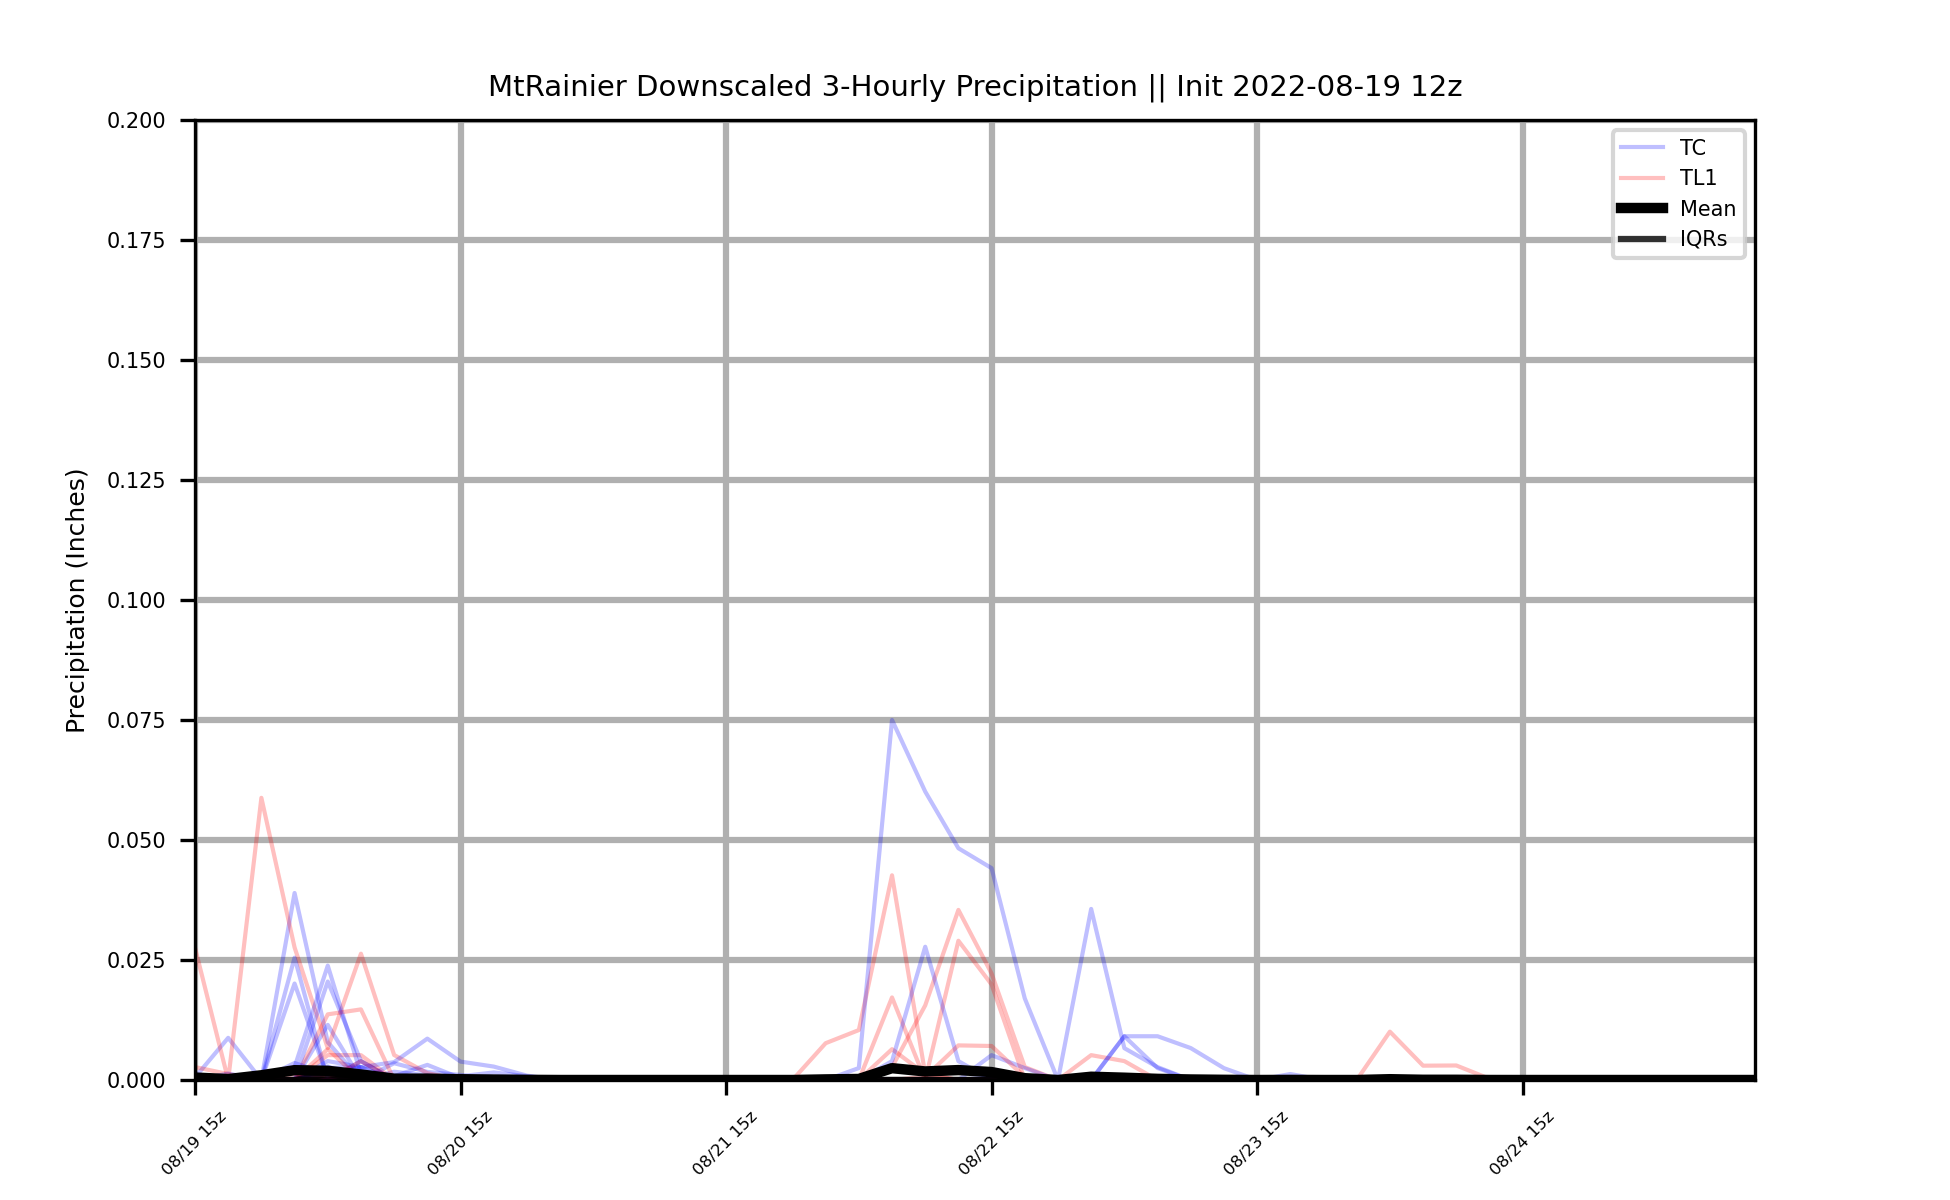 MtRainier Downscaled 3-Hourly Precipitation || Init 2022-08-19 12z
0.200
0.175
0.150
0.125
0.100
0.075
0.050
0.025
0.000
Precipitation (Inches)
TC
TL1
Mean
IQRs
08/19 15z
08/20 15z
08/21 15z
08/22 15z
08/23 15z
08/24 15z